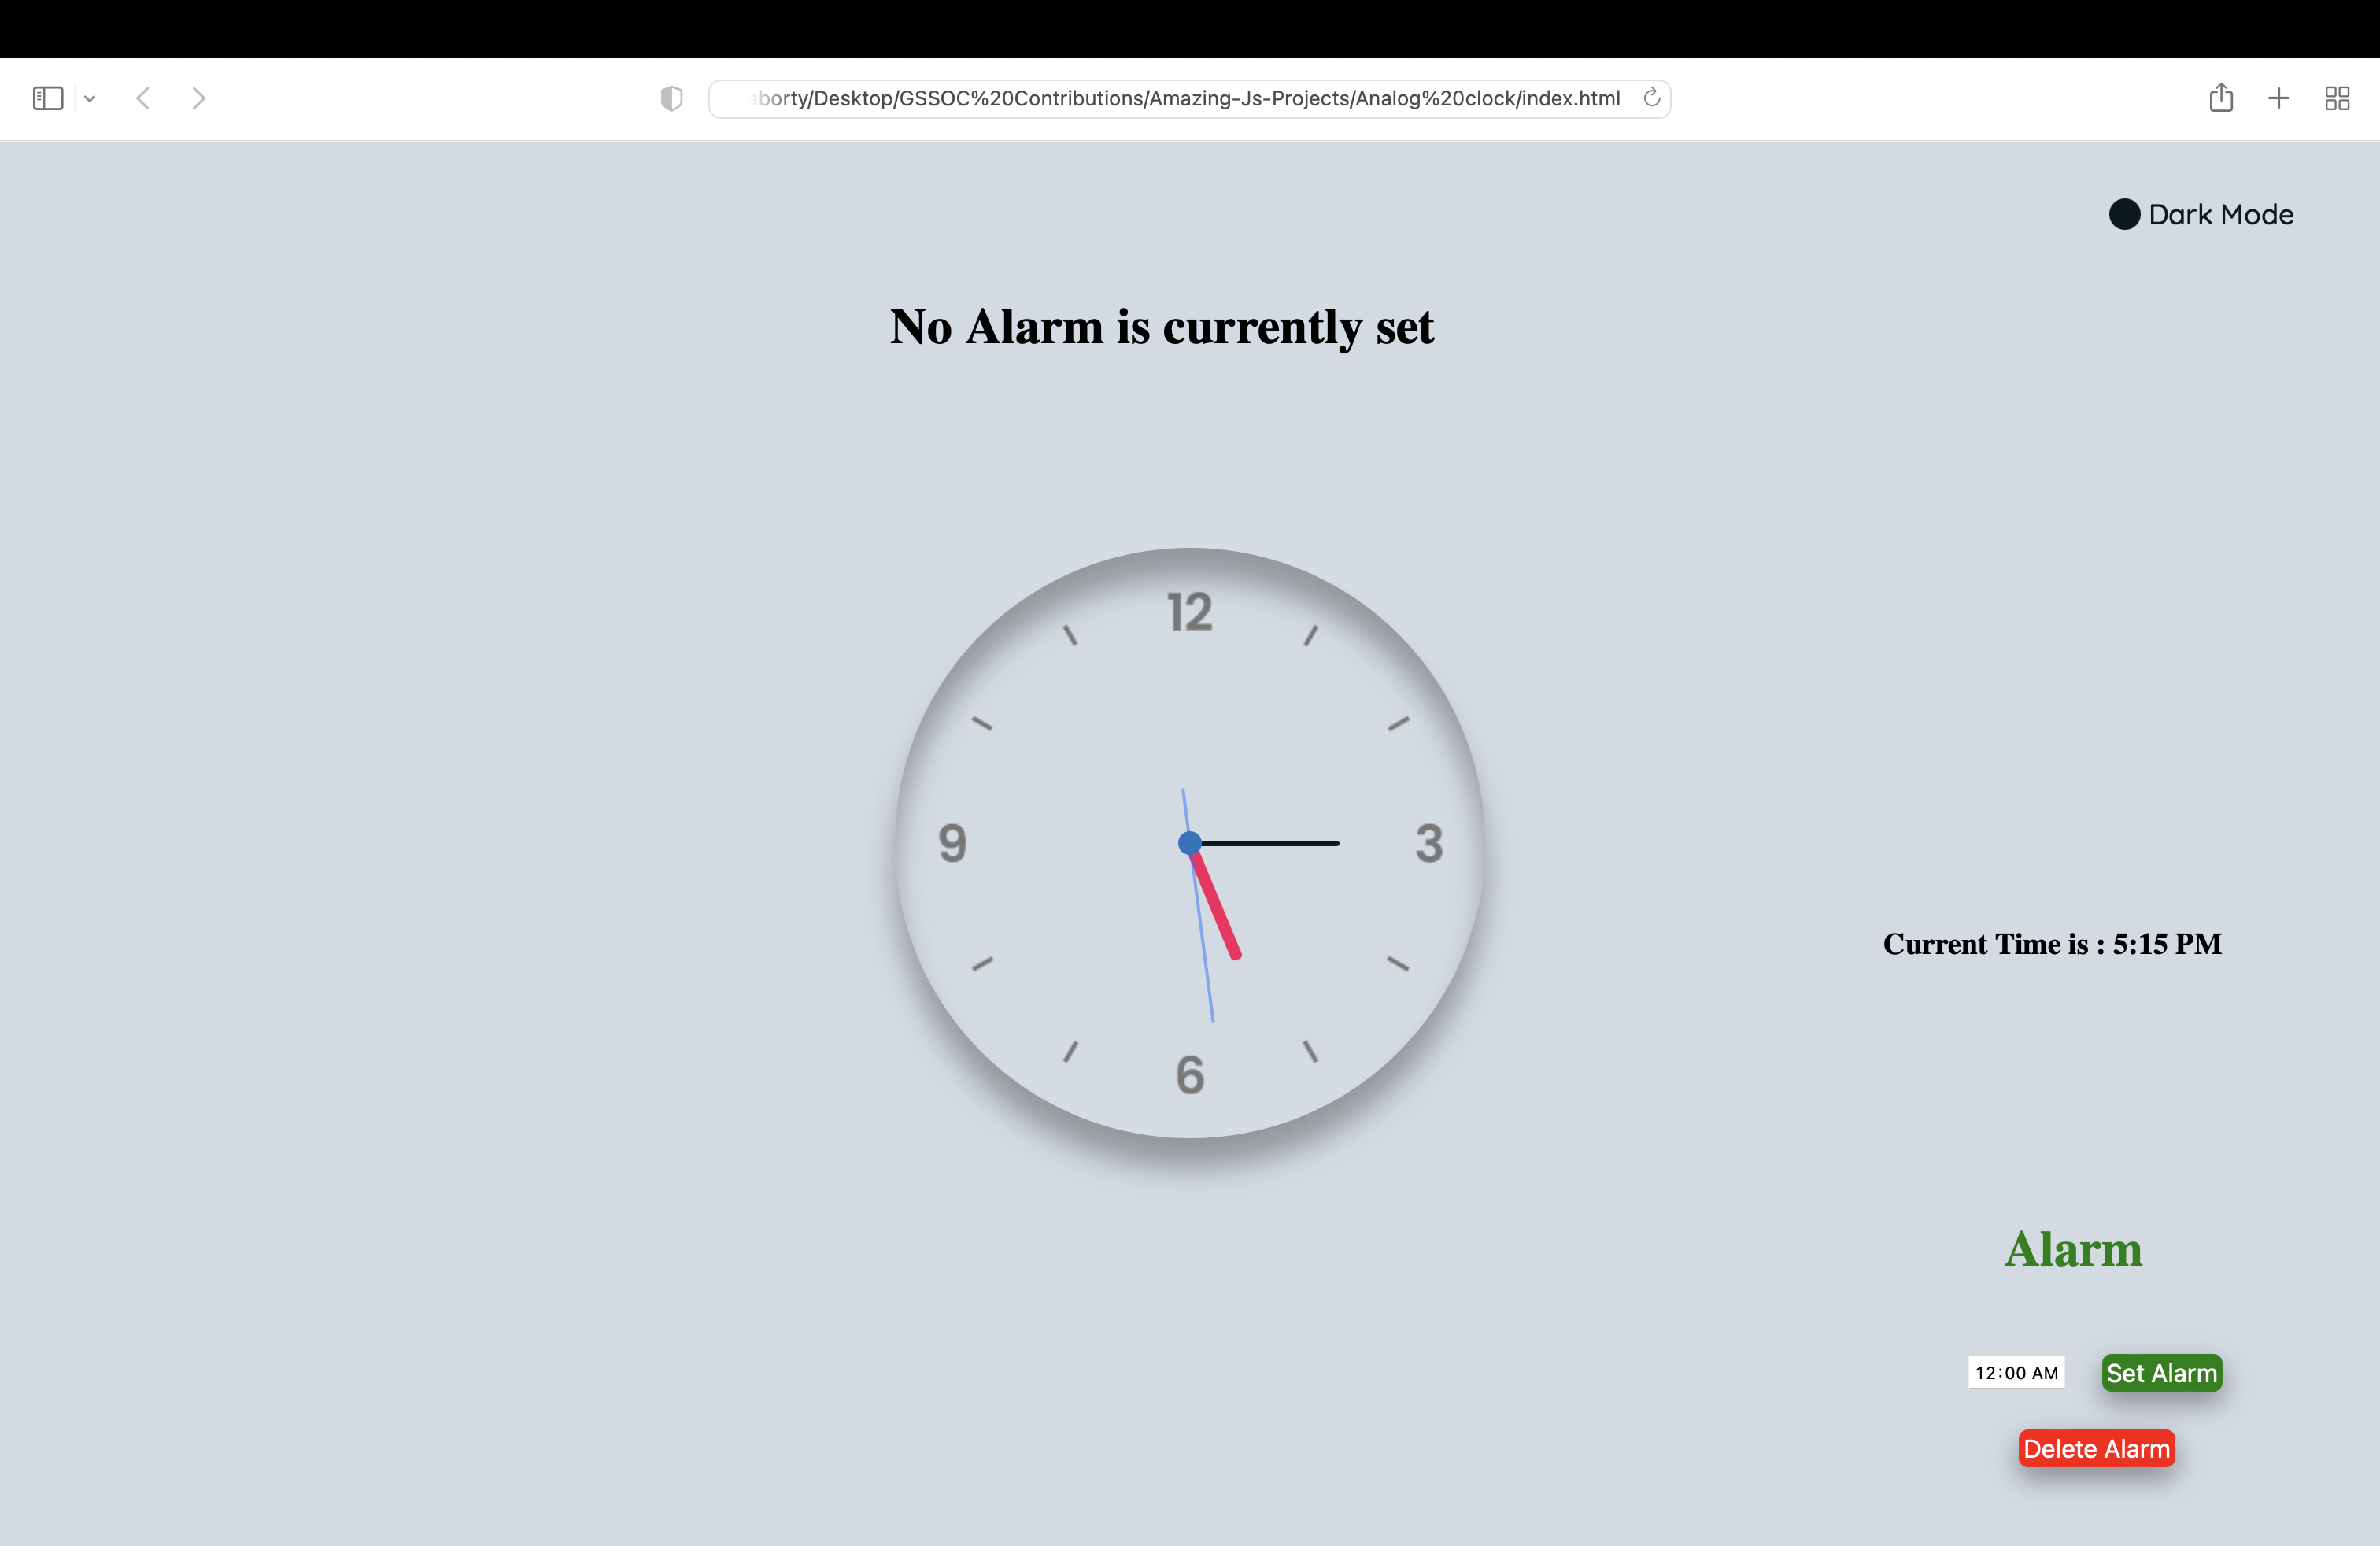 aborty/Desktop/GSSOC%20Contributions/Amazing-Js-Projects/Analog%20clock/index.html
Dark Mode
No Alarm is currently set
12
9
3
6
Current Time is : 5:15 PM
Alarm
12:00 AM
Set Alarm
Delete Alarm